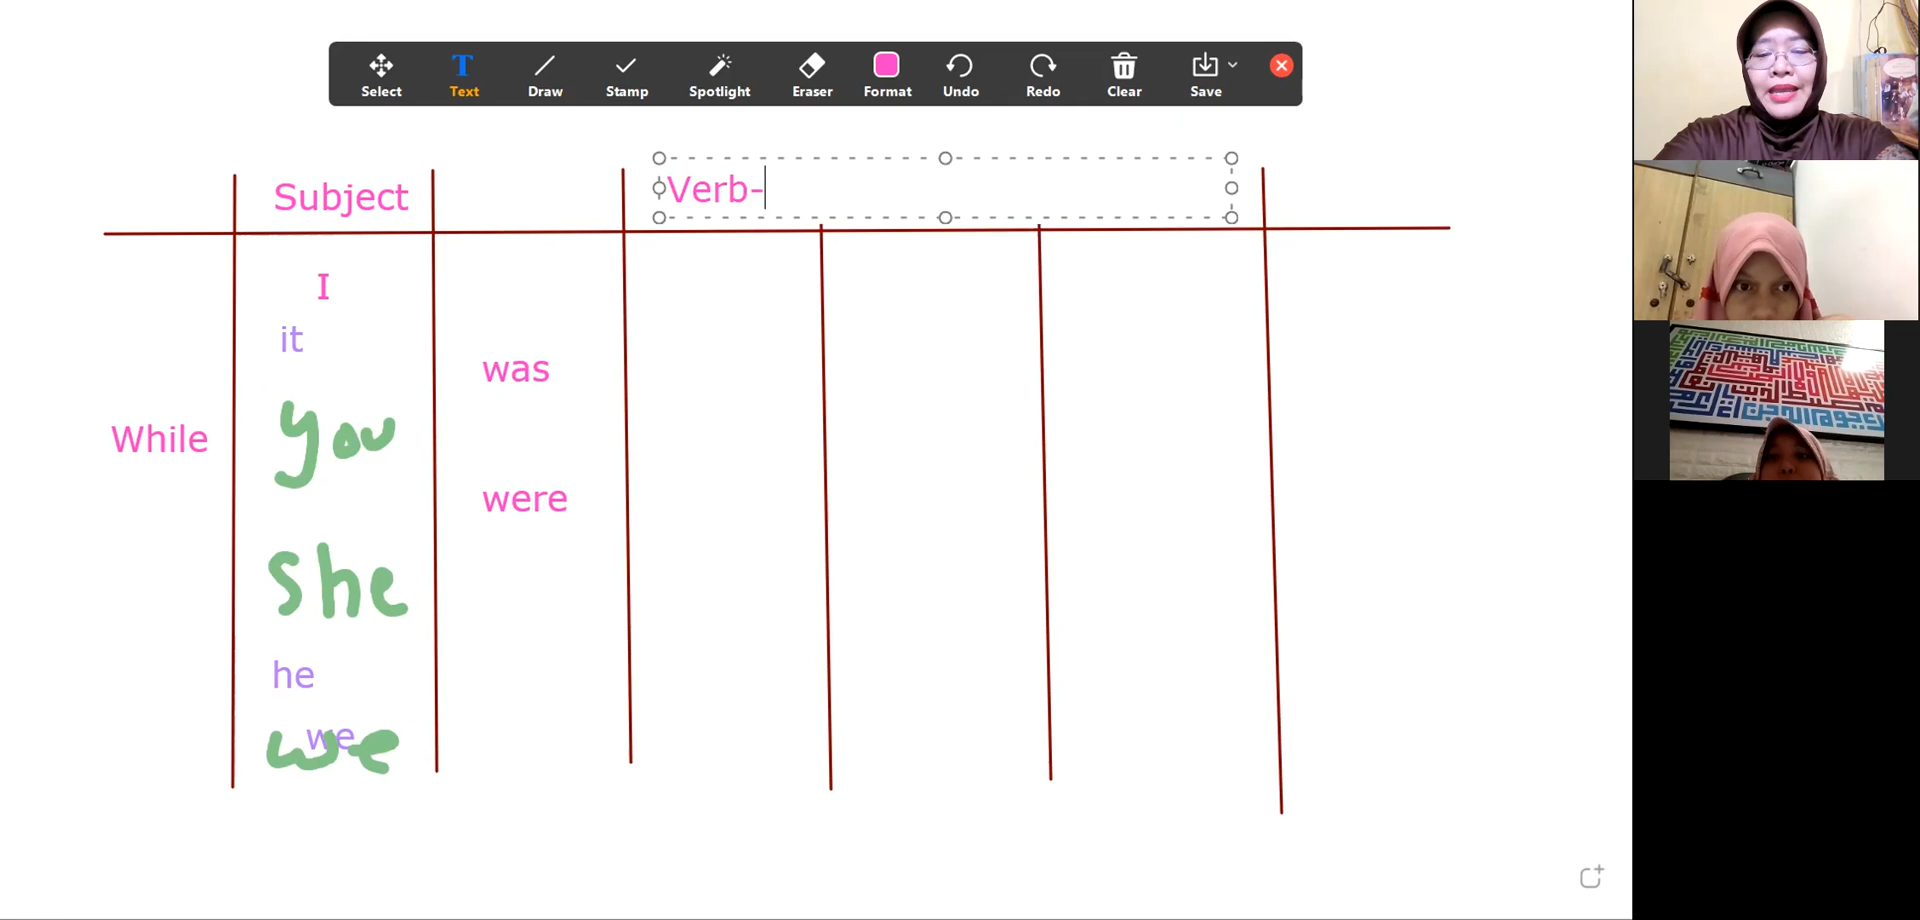 Select Text Draw Stamp Spotlight Eraser Format Undo Redo Clear Save
Subject Verb-
I
it
was
you
While
were
she
he
we
we